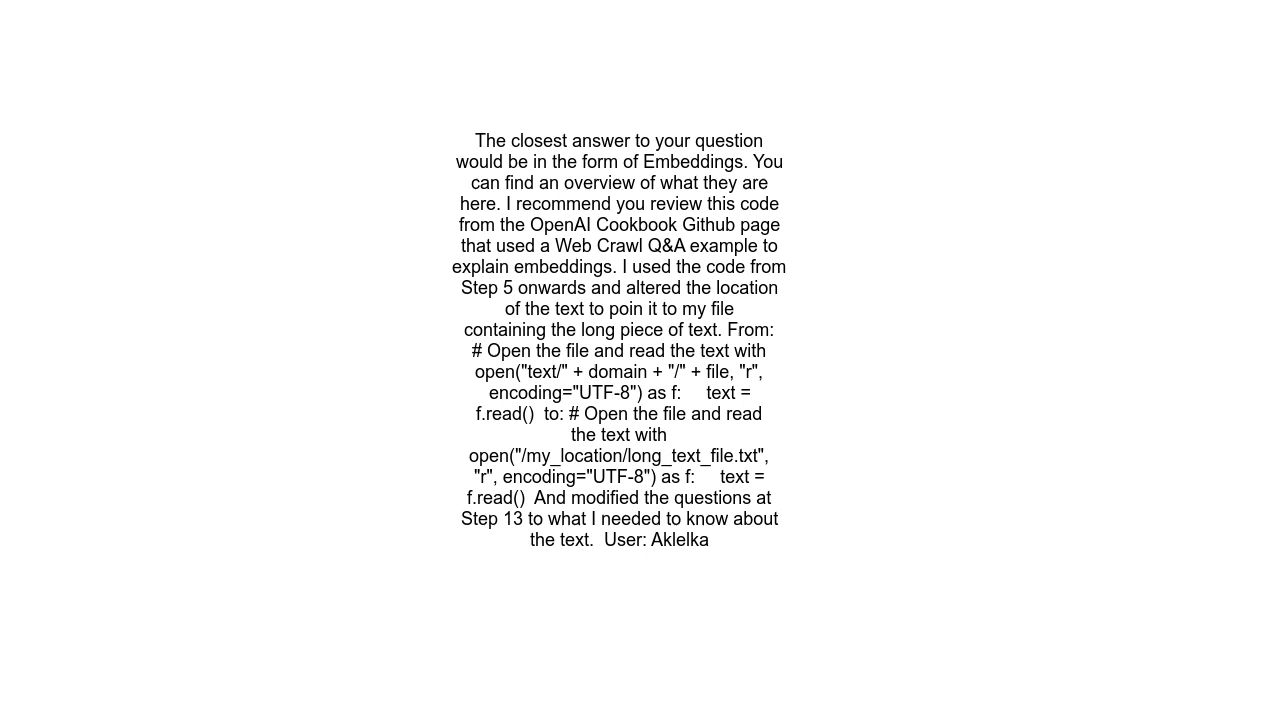 The closest answer to your question
would be in the form of Embeddings. You
can find an overview of what they are
here. I recommend you review this code
from the OpenAI Cookbook Github page
that used a Web Crawl Q&A example to
explain embeddings. I used the code from
Step 5 onwards and altered the location
of the text to poin it to my file
containing the long piece of text. From:
# Open the file and read the text with
open("text/" + domain + "/" + file, "r",
encoding="UTF-8") as f:     text =
f.read()  to: # Open the file and read
the text with
open("/my_location/long_text_file.txt",
"r", encoding="UTF-8") as f:     text =
f.read()  And modified the questions at
Step 13 to what I needed to know about
the text.  User: Aklelka